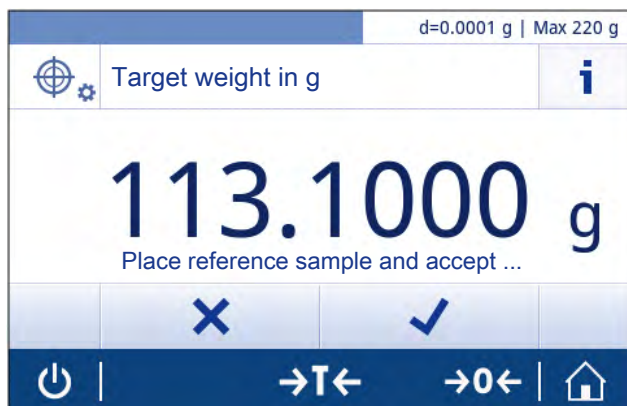 d=0.0001 g | Max 220 g
Target weight in g
i
113.1000 g
Place reference sample and accept ...
→T← →0←